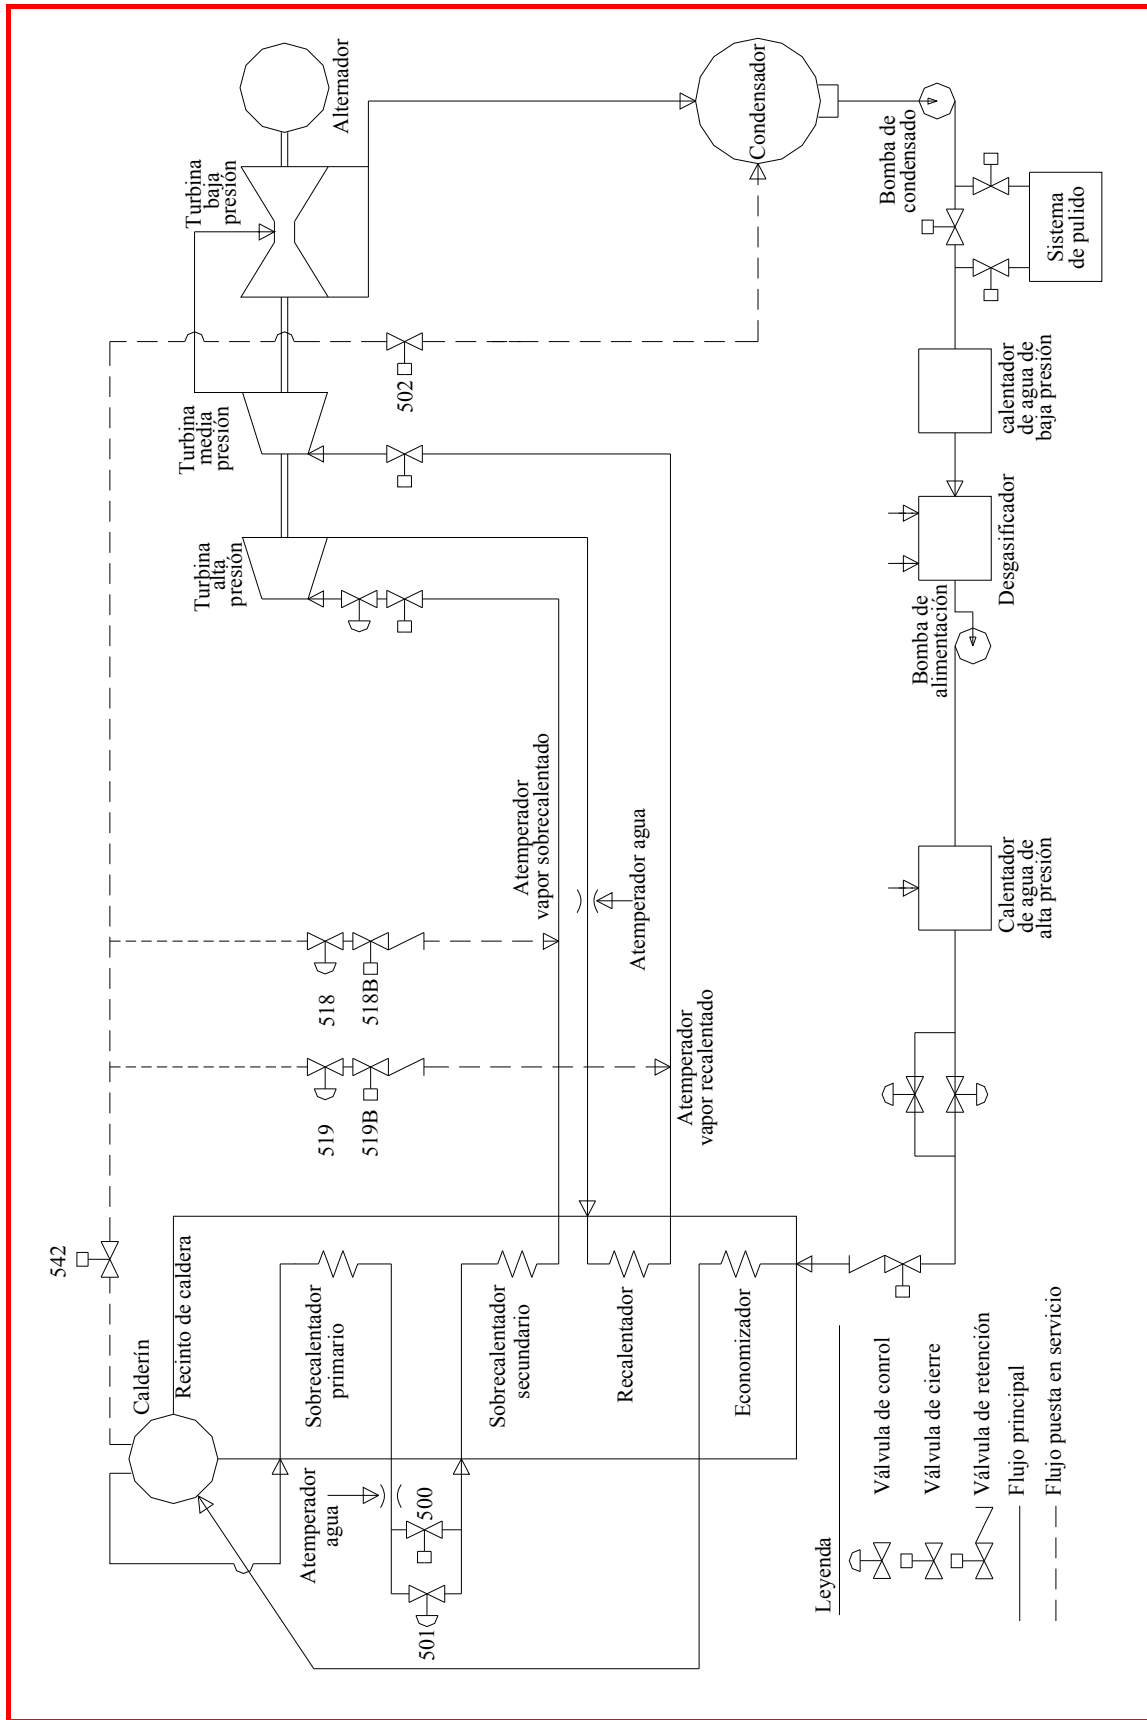 Alternador
Turbina
baja
presión
Turbina
media
presión
Turbina
alta
presión
502
Condensador
Bomba de
condensado
Sistema
de pulido
calentador
de agua de
baja presión
Desgasificador
Bomba de
alimentación
Calentador
de agua de
alta presión
Atemperador
vapor sobrecalentado
Atemperador agua
Atemperador
vapor recalentado
518
518B
519
519B
542
Calderín
Recinto de caldera
Sobrecalentador
primario
Sobrecalentador
secundario
Recalentador
Economizador
Atemperador
agua
500
501
Leyenda
Válvula de conrol
Válvula de cierre
Válvula de retención
Flujo principal
Flujo puesta en servicio